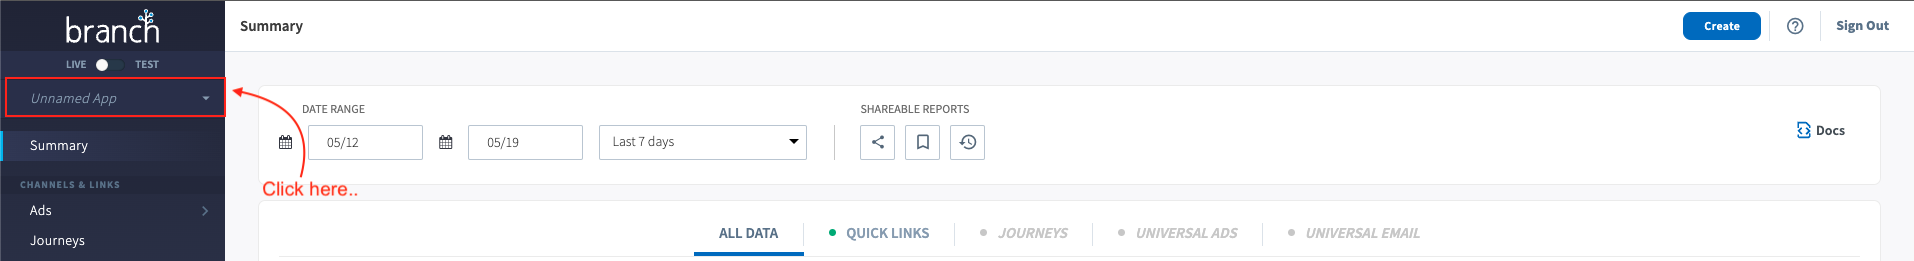 branch
LIVE TEST
Unnamed App
Summary
CHANNELS & LINKS
Ads
Journeys
Summary
Create
?
Sign Out
DATE RANGE
05/12
05/19
Last 7 days
SHAREABLE REPORTS
Docs
Click here..
ALL DATA
QUICK LINKS
JOURNEYS
UNIVERSAL ADS
UNIVERSAL EMAIL